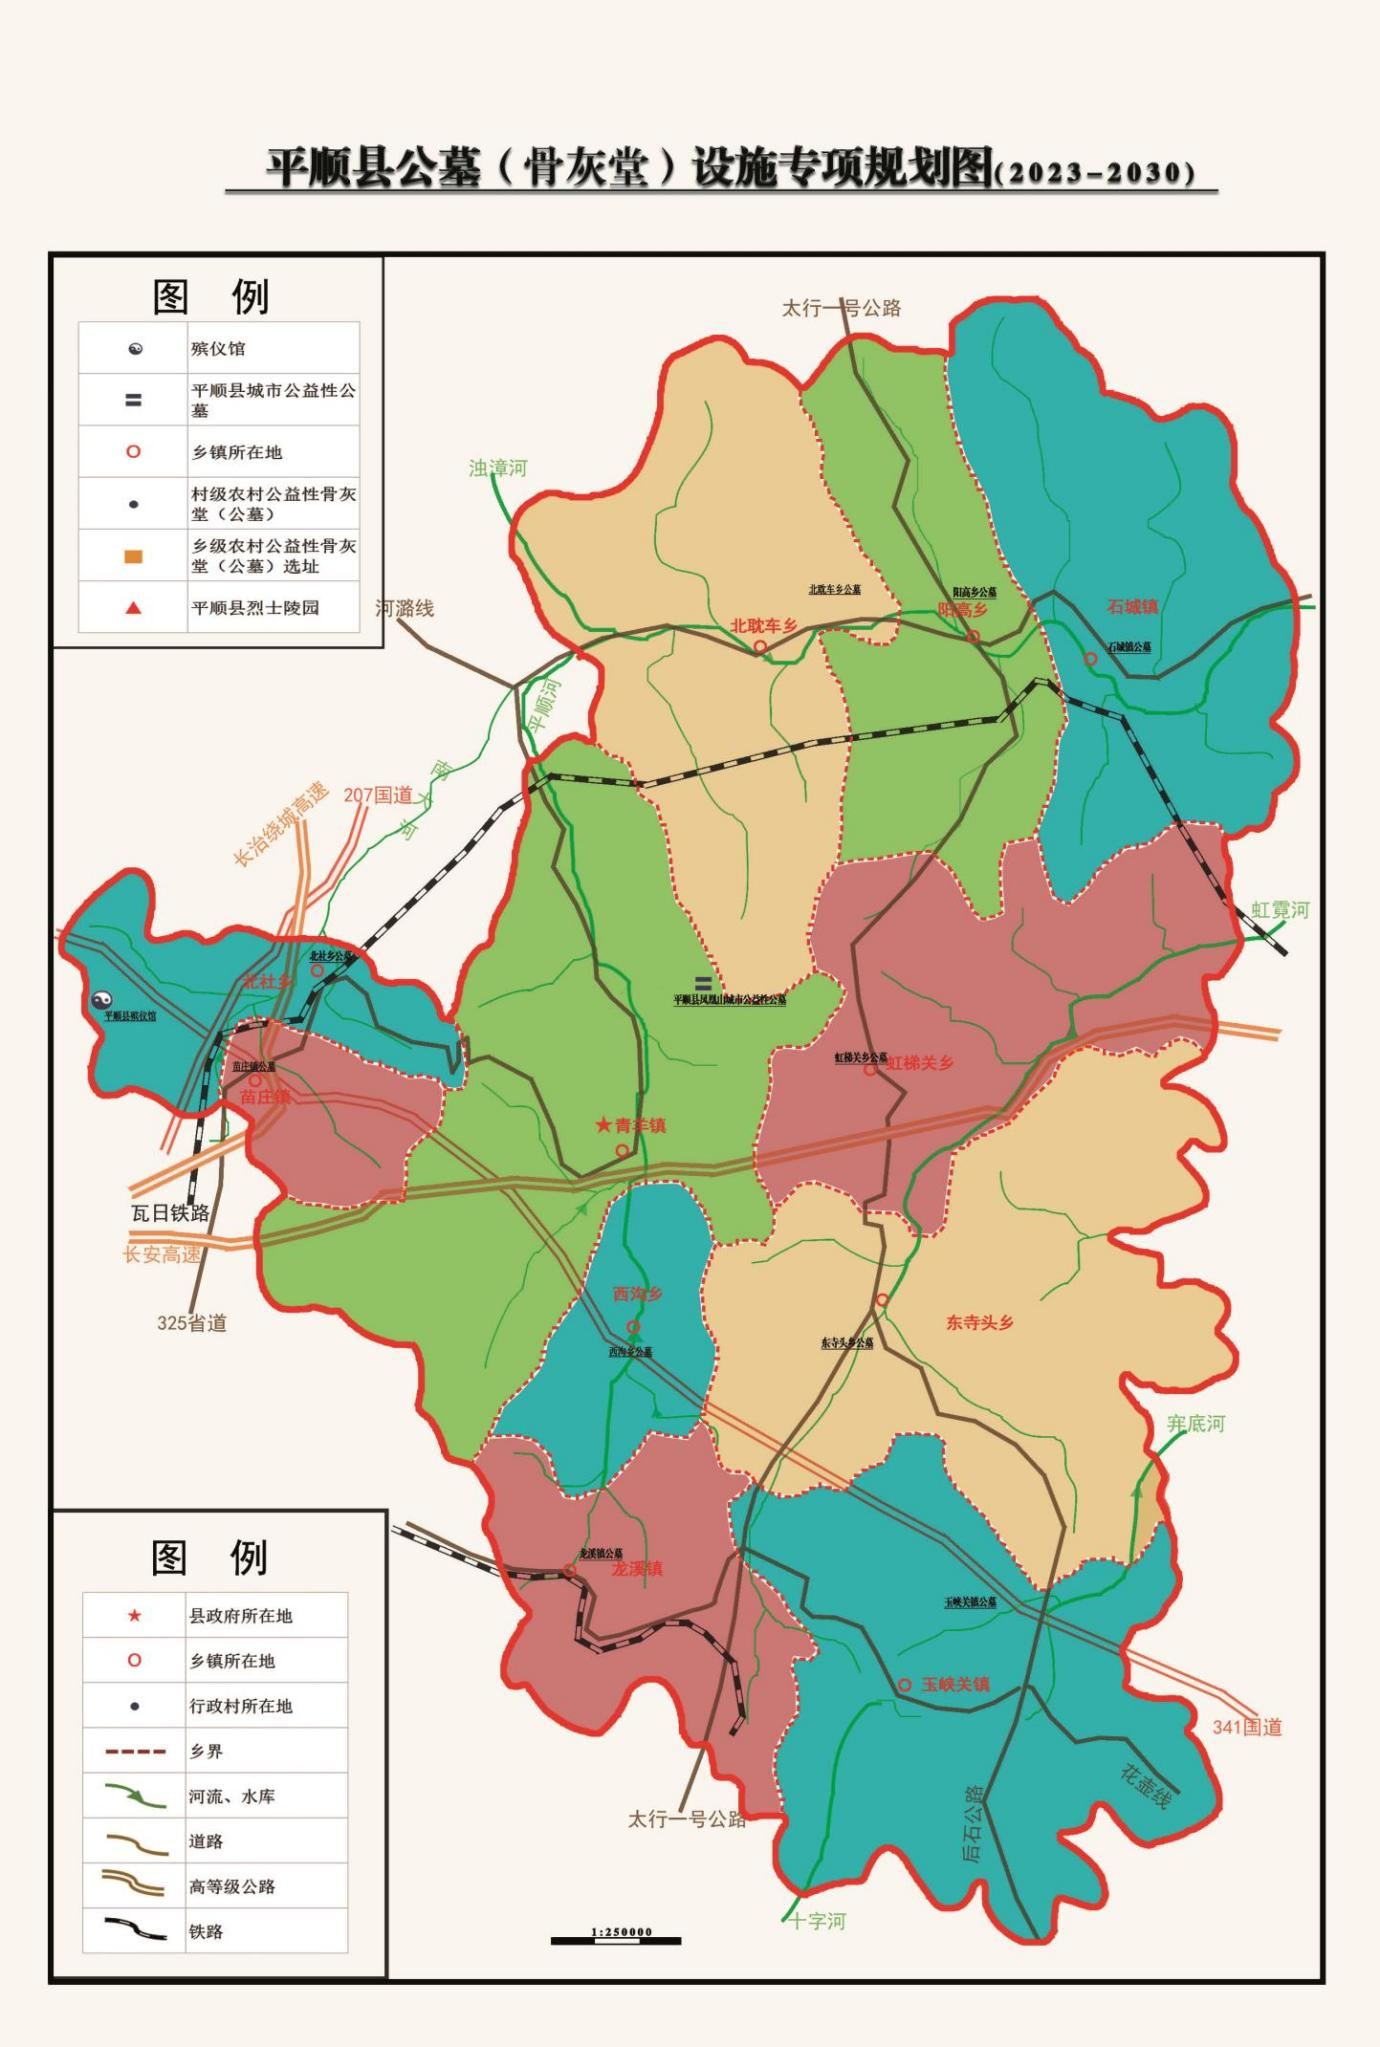 平顺县公墓（骨灰堂）设施专项规划图(2023-2030)
图 例
殡仪馆
平顺县城市公益性公
墓
乡镇所在地
村级农村公益性骨灰
堂（公墓）
乡级农村公益性骨灰
堂（公墓）选址
平顺县烈士陵园
太行一号公路
浊漳河
河潞线
北耽车乡公墓
北耽车乡
阳高乡公墓
阳高乡
石城镇
石城镇公墓
平顺河
南大河
207国道
长治绕城高速
虹霓河
北社乡公墓
北社乡
平顺县殡仪馆
平顺县凤凰山城市公益性公墓
苗庄镇公墓
苗庄镇
虹梯关乡公墓
虹梯关乡
青羊镇
瓦日铁路
长安高速
325省道
西沟乡
西沟乡公墓
东寺头乡
东寺头乡公墓
弄底河
龙溪镇公墓
龙溪镇
玉峡关镇公墓
玉峡关镇
341国道
花壶线
后石公路
太行一号公路
十字河
1:250000
图 例
县政府所在地
乡镇所在地
行政村所在地
乡界
河流、水库
道路
高等级公路
铁路